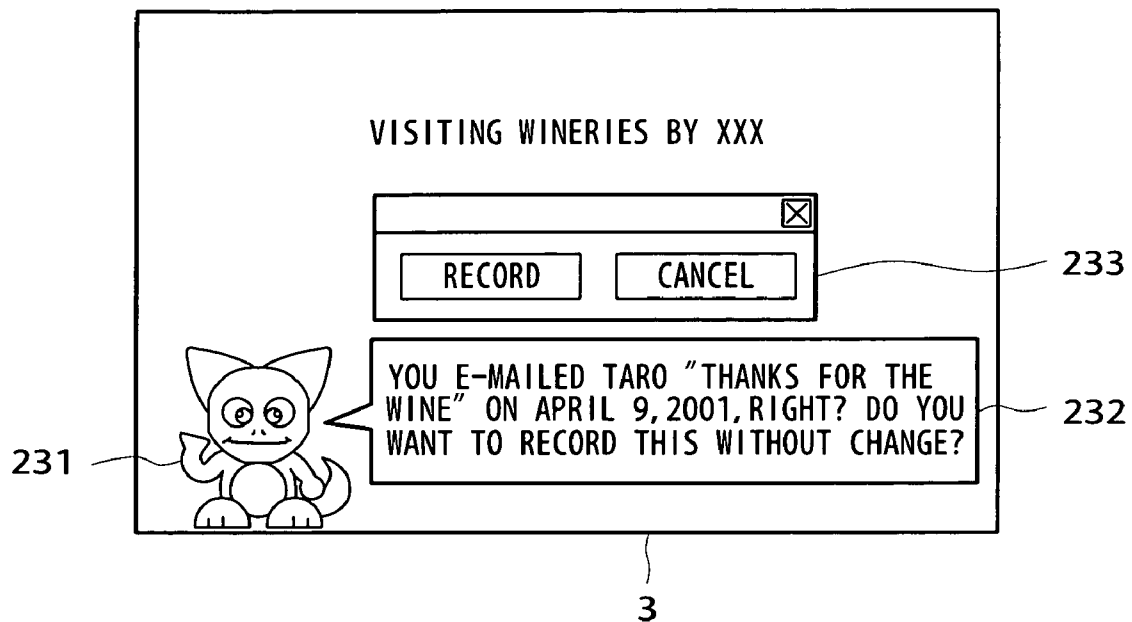 VISITING WINERIES BY XXX
RECORD CANCEL
233
YOU E-MAILED TARO "THANKS FOR THE
WINE" ON APRIL 9,2001,RIGHT? DO YOU
WANT TO RECORD THIS WITHOUT CHANGE?
232
231
3